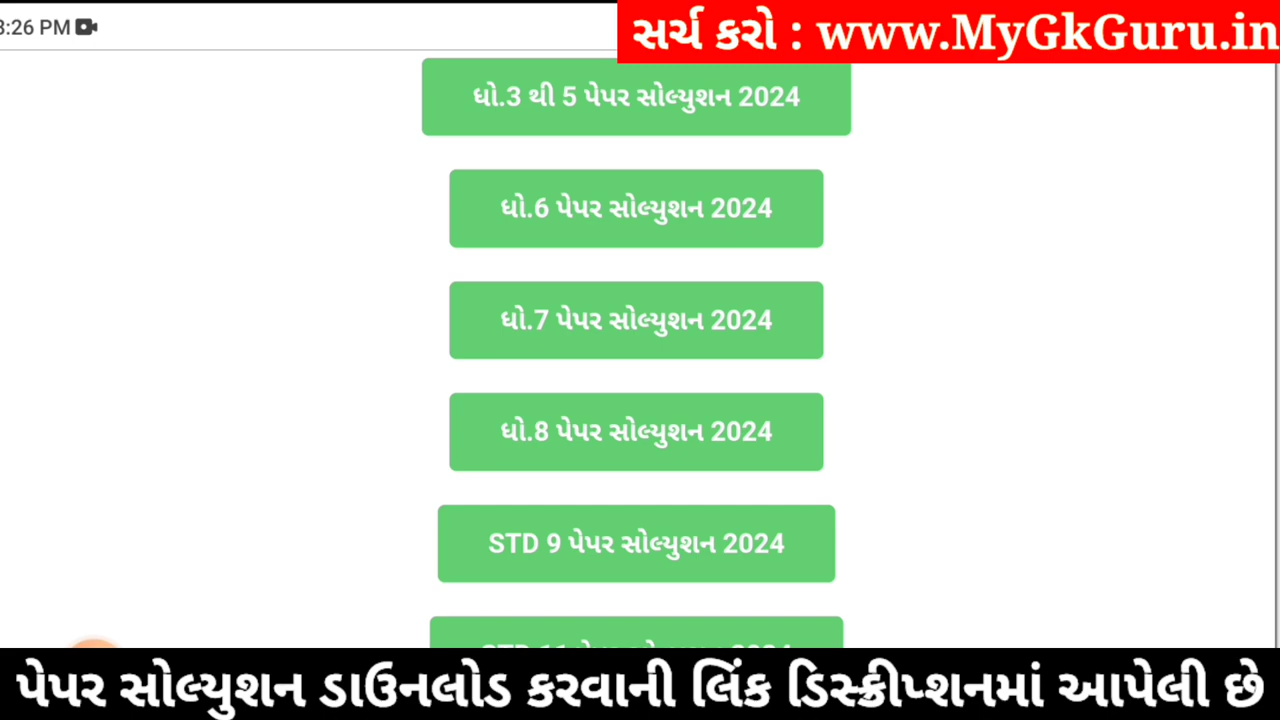 3:26 PM
સર્ચ કરો : www.MyGkGuru.in
ધો.3 થી 5 પેપર સોલ્યુશન 2024
ધો.6 પેપર સોલ્યુશન 2024
ધો.7 પેપર સોલ્યુશન 2024
ધો.8 પેપર સોલ્યુશન 2024
STD 9 પેપર સોલ્યુશન 2024
પેપર સોલ્યુશન ડાઉનલોડ કરવાની લિંક ડિસ્ક્રીપ્શનમાં આપેલી છે